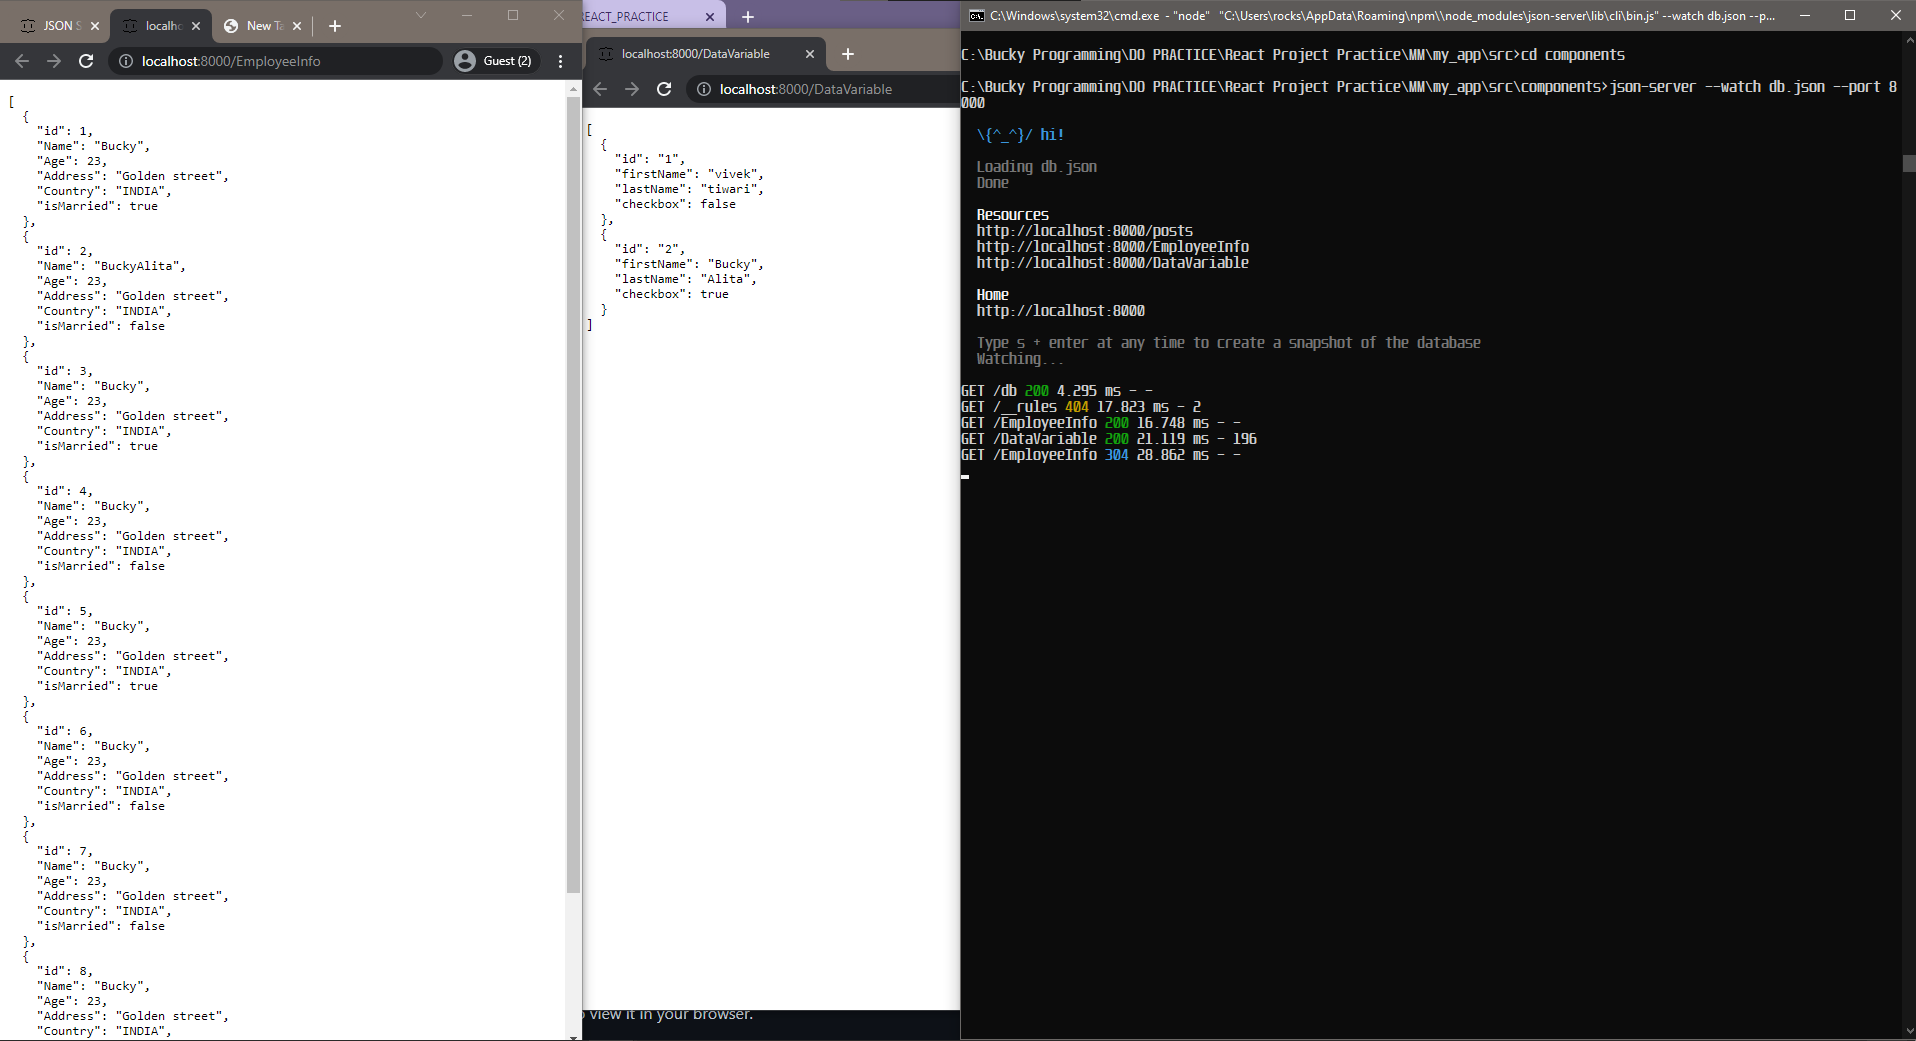 JSON S
localho
New Ta
localhost:8000/EmployeeInfo
Guest (2)
[
{
"id": 1,
"Name": "Bucky",
"Age": 23,
"Address": "Golden street",
"Country": "INDIA",
"isMarried": true
},
{
"id": 2,
"Name": "BuckyAlita",
"Age": 23,
"Address": "Golden street",
"Country": "INDIA",
"isMarried": false
},
{
"id": 3,
"Name": "Bucky",
"Age": 23,
"Address": "Golden street",
"Country": "INDIA",
"isMarried": true
},
{
"id": 4,
"Name": "Bucky",
"Age": 23,
"Address": "Golden street",
"Country": "INDIA",
"isMarried": false
},
{
"id": 5,
"Name": "Bucky",
"Age": 23,
"Address": "Golden street",
"Country": "INDIA",
"isMarried": true
},
{
"id": 6,
"Name": "Bucky",
"Age": 23,
"Address": "Golden street",
"Country": "INDIA",
"isMarried": false
},
{
"id": 7,
"Name": "Bucky",
"Age": 23,
"Address": "Golden street",
"Country": "INDIA",
"isMarried": false
},
{
"id": 8,
"Name": "Bucky",
"Age": 23,
"Address": "Golden street",
"Country": "INDIA",
EACT_PRACTICE
localhost:8000/DataVariable
localhost:8000/DataVariable
[
{
"id": "1",
"firstName": "vivek",
"lastName": "tiwari",
"checkbox": false
},
{
"id": "2",
"firstName": "Bucky",
"lastName": "Alita",
"checkbox": true
}
]
view it in your browser.
C:\Windows\system32\cmd.exe - "node" "C:\Users\rocks\AppData\Roaming\npm\\node_modules\json-server\lib\cli\bin.js" --watch db.json --p...
C:\Bucky Programming\DO PRACTICE\React Project Practice\MM\my_app\src>cd components
C:\Bucky Programming\DO PRACTICE\React Project Practice\MM\my_app\src\components>json-server --watch db.json --port 8
000
\{^_^}/ hi!
Loading db.json
Done
Resources
http://localhost:8000/posts
http://localhost:8000/EmployeeInfo
http://localhost:8000/DataVariable
Home
http://localhost:8000
Type s + enter at any time to create a snapshot of the database
Watching...
GET /db 200 4.295 ms - -
GET /__rules 404 17.823 ms - 2
GET /EmployeeInfo 200 16.748 ms - -
GET /DataVariable 200 21.119 ms - 196
GET /EmployeeInfo 304 28.862 ms - -